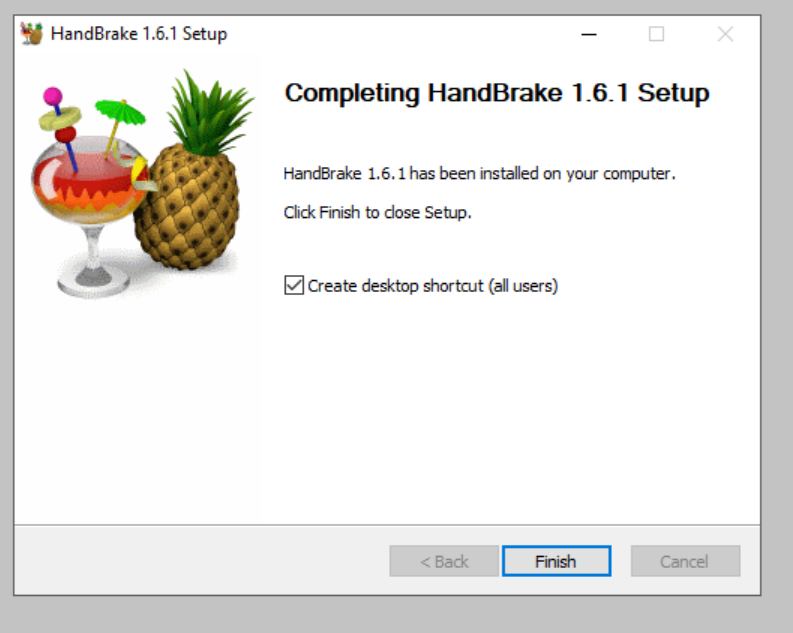 HandBrake 1.6.1 Setup
Completing HandBrake 1.6.1 Setup
HandBrake 1.6.1 has been installed on your computer.
Click Finish to close Setup.
Create desktop shortcut (all users)
< Back Finish Cancel